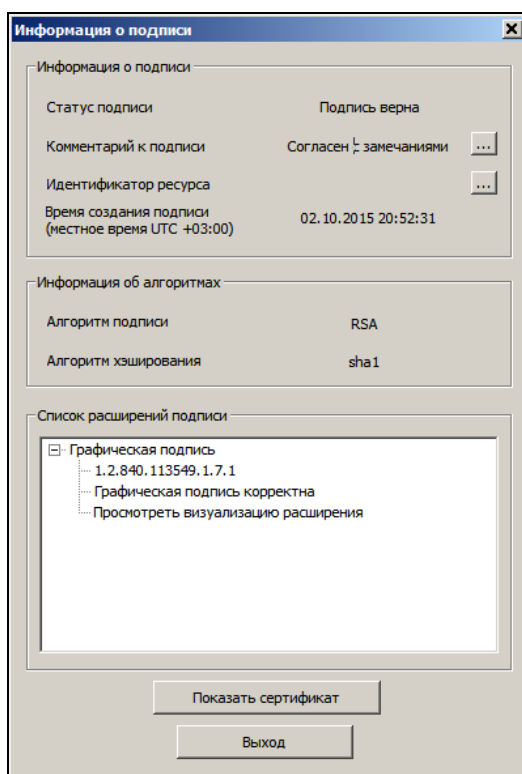 Информация о подписи
Информация о подписи
Статус подписи Подпись верна
Комментарий к подписи Согласен с замечаниями ...
Идентификатор ресурса ...
Время создания подписи
(местное время UTC +03:00) 02.10.2015 20:52:31
Информация об алгоритмах
Алгоритм подписи RSA
Алгоритм хэширования sha1
Список расширений подписи
Графическая подпись
1.2.840.113549.1.7.1
Графическая подпись корректна
Просмотреть визуализацию расширения
Показать сертификат
Выход